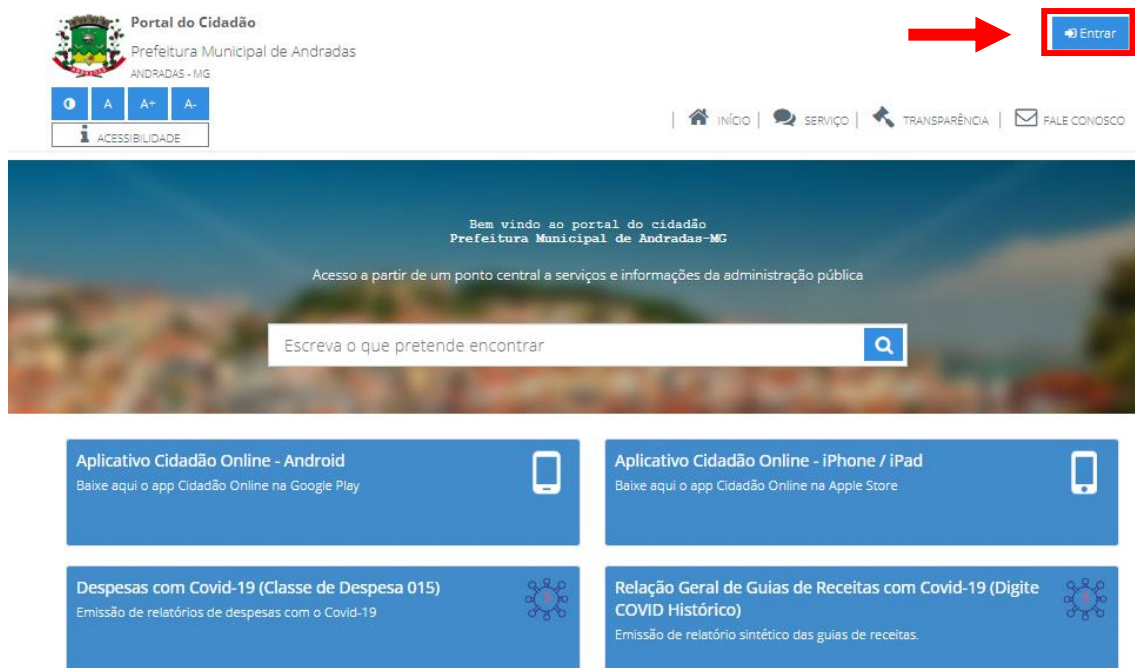 Portal do Cidadão
Prefeitura Municipal de Andradas
ANDRADAS - MG
Entrar
A
A+
A-
ACESSIBILIDADE
INÍCIO
SERVIÇO
TRANSPARÊNCIA
FALE CONOSCO
Bem vindo ao portal do cidadão
Prefeitura Municipal de Andradas-MG
Acesso a partir de um ponto central a serviços e informações da administração pública
Escreva o que pretende encontrar
Aplicativo Cidadão Online - Android
Baixe aqui o app Cidadão Online na Google Play
Aplicativo Cidadão Online - iPhone / iPad
Baixe aqui o app Cidadão Online na Apple Store
Despesas com Covid-19 (Classe de Despesa 015)
Emissão de relatórios de despesas com o Covid-19
Relação Geral de Guias de Receitas com Covid-19 (Digite
COVID Histórico)
Emissão de relatório sintético das guias de receitas.